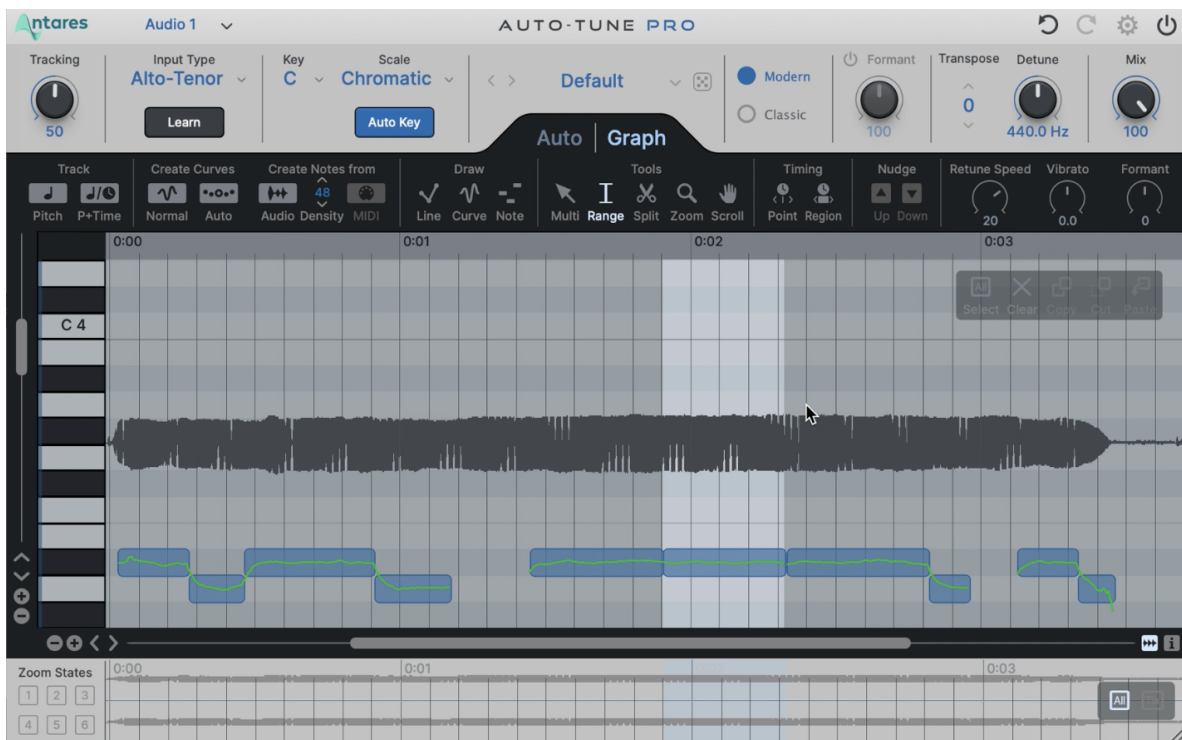 Antares Audio 1 AUTO-TUNE PRO
Tracking Input Type Key Scale Formant Transpose Detune Mix
Alto-Tenor C Chromatic Default Modern
Learn Auto Key Classic
50 0 100 440.0 Hz 100
Auto Graph
Track Create Curves Create Notes from Draw Tools Timing Nudge Retune Speed Vibrato Formant
48
Pitch P+Time Normal Auto Audio Density MIDI Line Curve Note Multi Range Split Zoom Scroll Point Region Up Down 20 0.0 0
0:00 0:01 0:02 0:03
All
Select Clear Copy Cut Paste
C 4
Zoom States 0:00 0:01 0:02 0:03
1 2 3
All
4 5 6